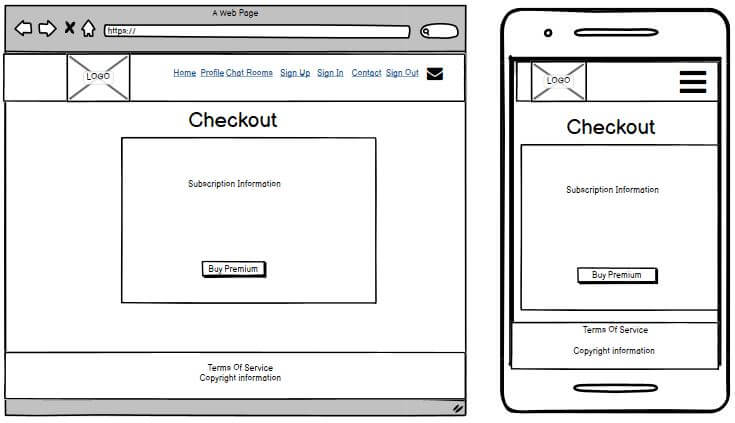 A Web Page
https://
LOGO Home Profile Chat Rooms Sign Up Sign In Contact Sign Out
Checkout
Subscription Information
Buy Premium
Terms Of Service
Copyright information
LOGO
Checkout
Subscription Information
Buy Premium
Terms Of Service
Copyright information